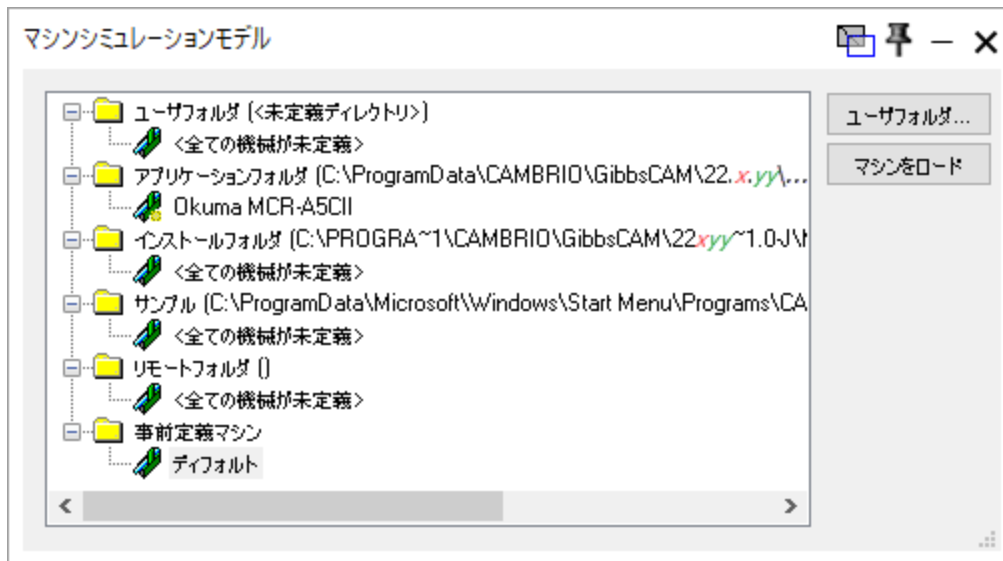 マシンシミュレーションモデル
ユーザフォルダ (<未定義ディレクトリ>)
<全ての機械が未定義>
アプリケーションフォルダ (C:\ProgramData\CAMBRIO\GibbsCAM\22.x.yy\...
Okuma MCR-A5CII
インストールフォルダ (C:\PROGRA~1\CAMBRIO\GibbsCAM\22xyy~1.0-J\
<全ての機械が未定義>
サンプル (C:\ProgramData\Microsoft\Windows\Start Menu\Programs\CA
<全ての機械が未定義>
リモートフォルダ ()
<全ての機械が未定義>
事前定義マシン
ディフォルト
ユーザフォルダ...
マシンをロード